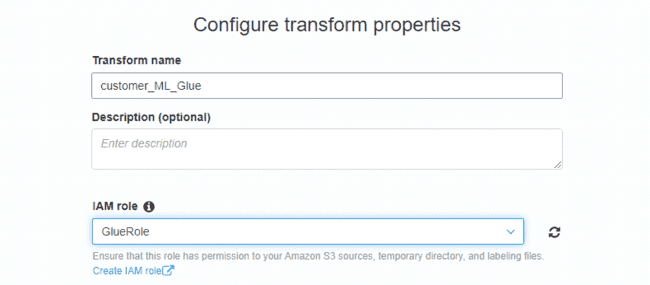 Configure transform properties
Transform name
customer_ML_Glue
Description (optional)
Enter description
IAM role
GlueRole
Ensure that this role has permission to your Amazon S3 sources, temporary directory, and labeling files.
Create IAM role